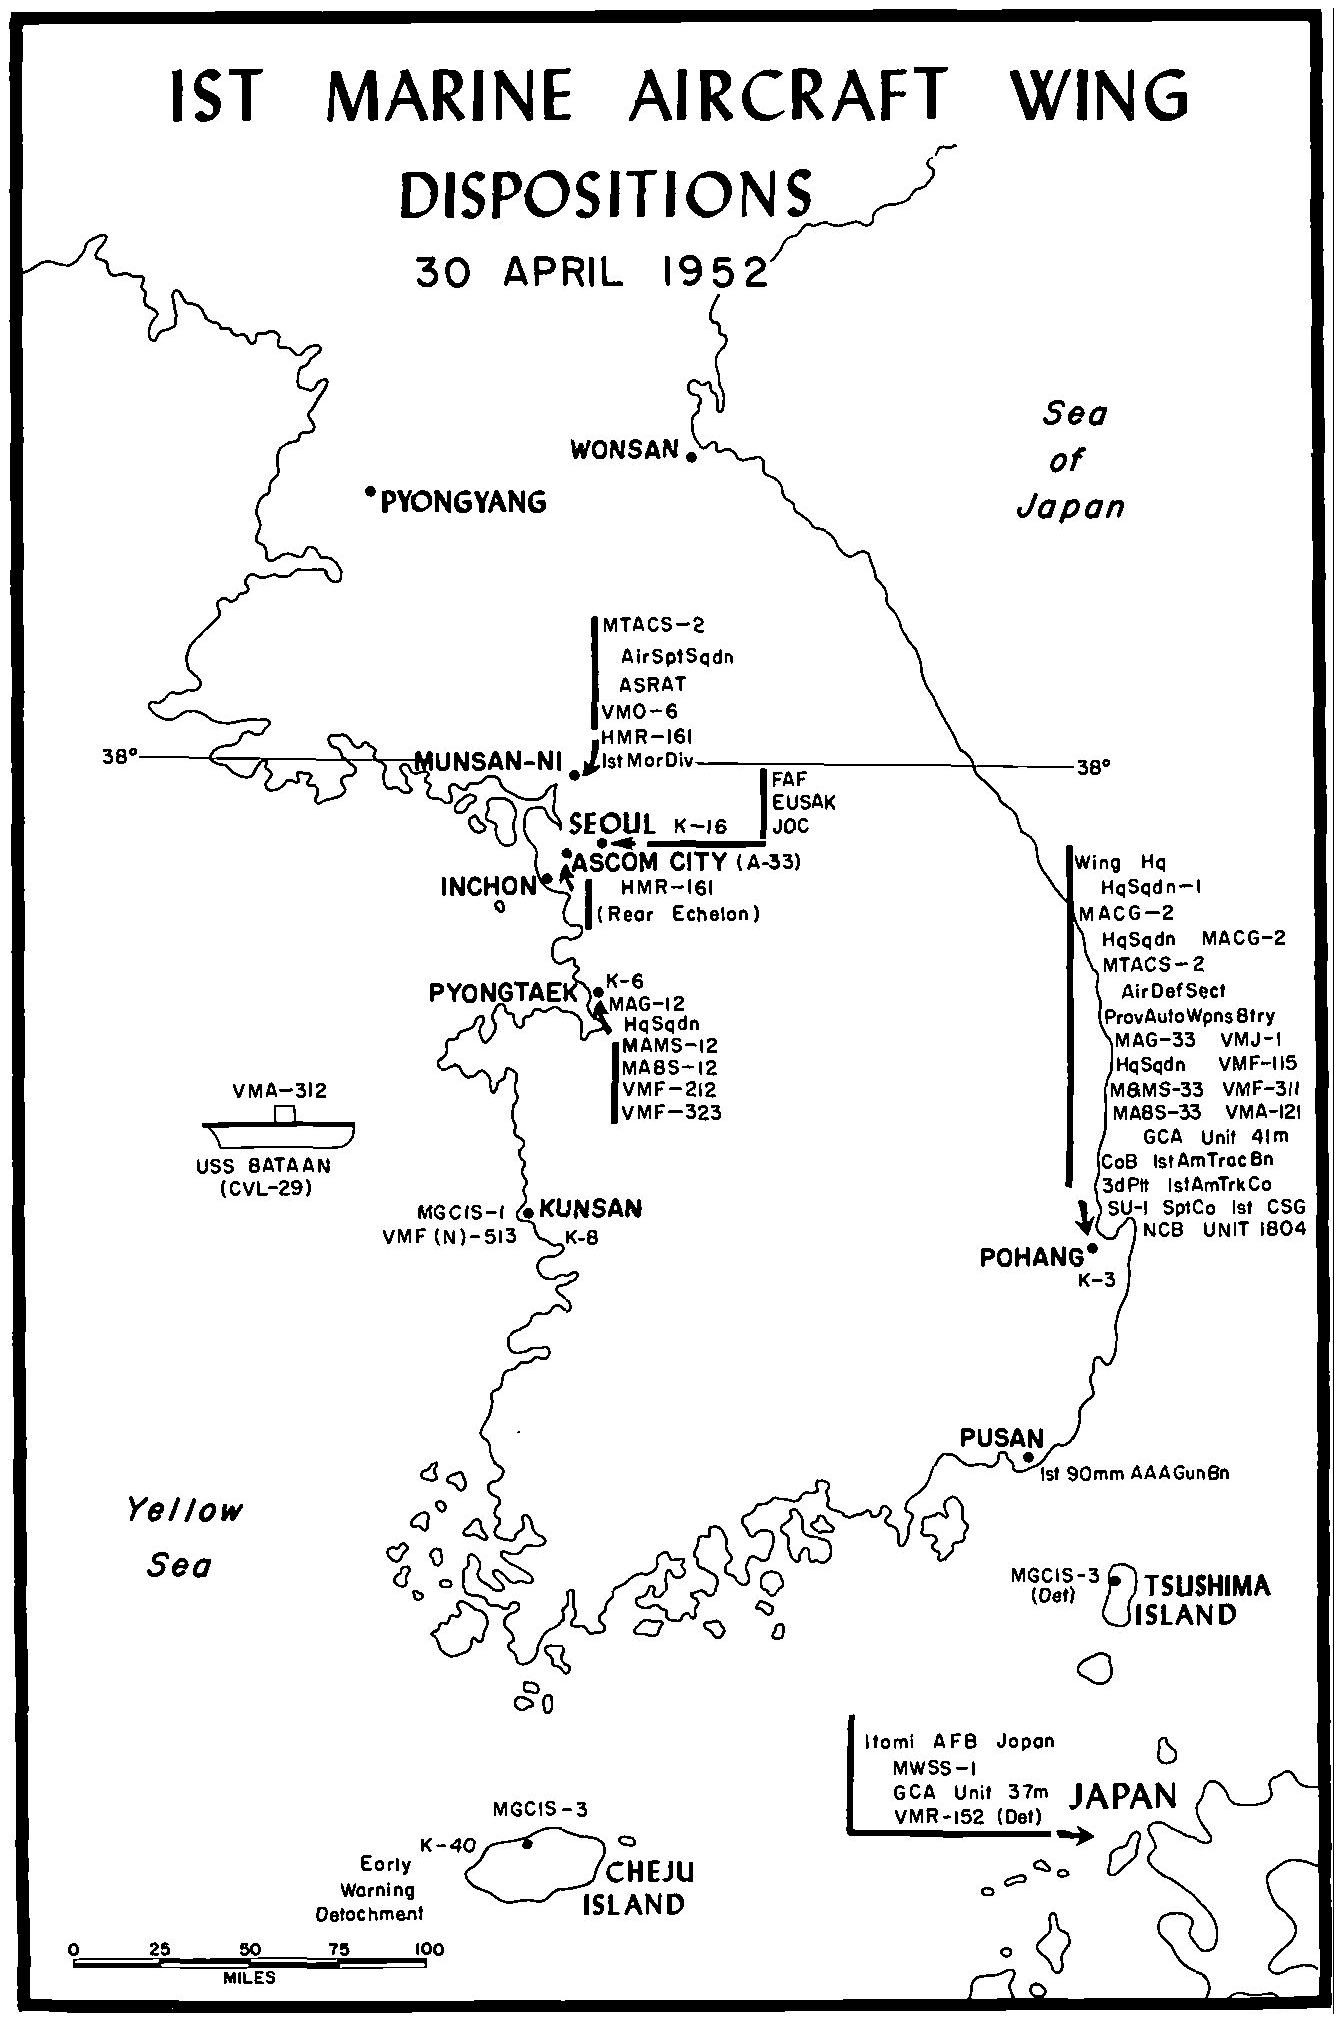 1ST MARINE AIRCRAFT WING
DISPOSITIONS
30 APRIL 1952
Sea
of
Japan
WONSAN
PYONGYANG
MTACS-2
AirSptSqdn
ASRAT
VMO-6
HMR-161
1stMarDiv
38°
MUNSAN-NI
38°
FAF
EUSAK
JOC
SEOUL K-16
ASCOM CITY (A-33)
INCHON
HMR-161
(Rear Echelon)
Wing Hq
HqSqdn-1
MACG-2
HqSqdn MACG-2
MTACS-2
AirDefSect
ProvAutoWpnsBtry
MAG-33 VMJ-1
HqSqdn VMF-115
MAMS-33 VMF-311
MABS-33 VMA-121
GCA Unit 41m
CoB 1stAmTracBn
3dPlt 1stAmTrkCo
SU-1 SptCo 1st CSG
NCB UNIT 1804
POHANG
K-3
K-6
PYONGTAEK
MAG-12
HqSqdn
MAMS-12
MABS-12
VMF-212
VMF-323
VMA-312
USS BATAAN
(CVL-29)
MGCIS-1
KUNSAN
VMF(N)-513
K-8
PUSAN
1st 90mm AAAGunBn
Yellow
Sea
MGCIS-3
(Det)
TSUSHIMA
ISLAND
Itami AFB Japan
MWSS-1
GCA Unit 37m
VMR-152 (Det)
JAPAN
MGCIS-3
K-40
Early
Warning
Detachment
CHEJU
ISLAND
0 25 50 75 100
MILES